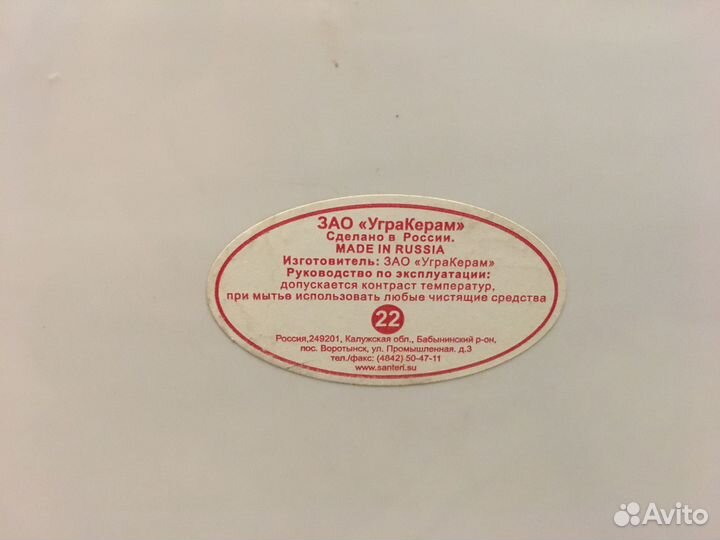 ЗАО «УграКерам»
Сделано в России.
MADE IN RUSSIA
Изготовитель: ЗАО «УграКерам»
Руководство по эксплуатации:
допускается контраст температур,
при мытье использовать любые чистящие средства
22
Россия,249201, Калужская обл., Бабынинский р-он,
пос. Воротынск, ул. Промышленная. д.3
тел./факс: (4842) 50-47-11
www.santeri.su
Avito